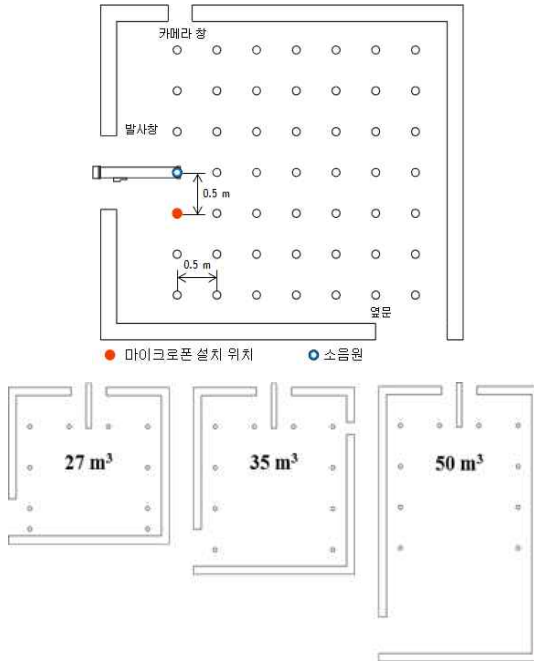 카메라 창
발사창
0.5 m
0.5 m
옆문
마이크로폰 설치 위치
소음원
27 m³
35 m³
50 m³